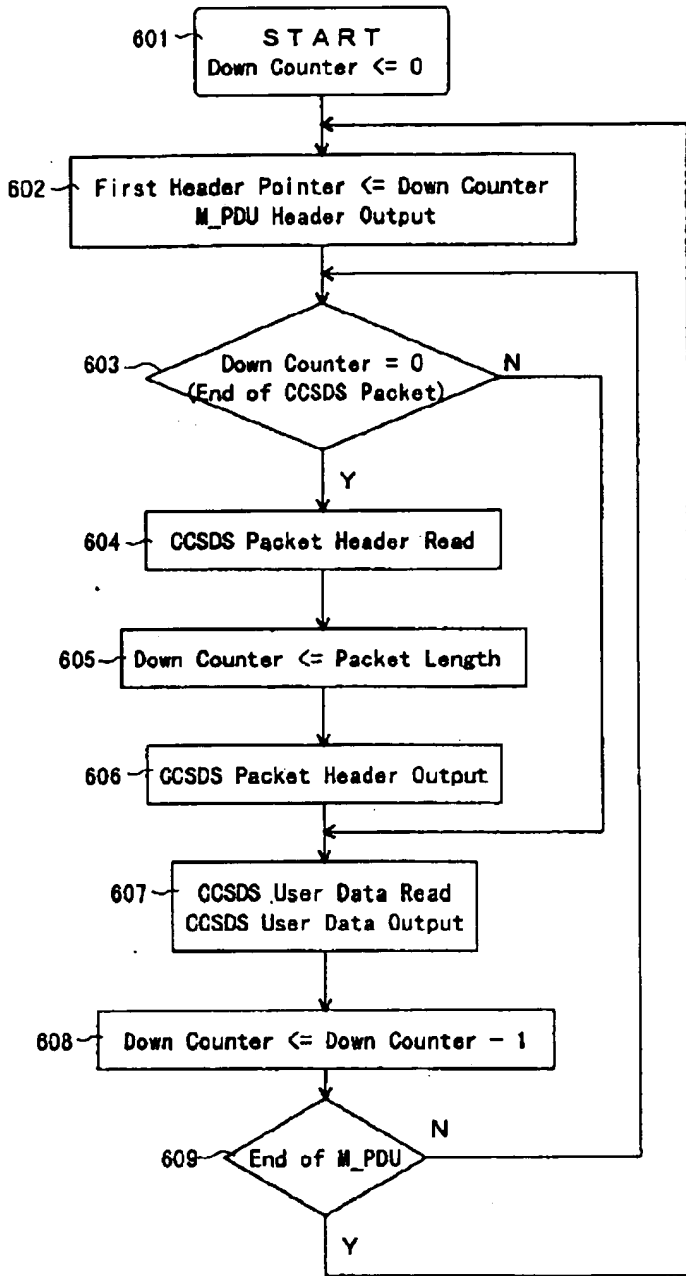 601
START
Down Counter <= 0
602
First Header Pointer <= Down Counter
M_PDU Header Output
603
Down Counter = 0
(End of CCSDS Packet)
N
Y
604
CCSDS Packet Header Read
605
Down Counter <= Packet Length
606
CCSDS Packet Header Output
607
CCSDS User Data Read
CCSDS User Data Output
608
Down Counter <= Down Counter - 1
609
End of M_PDU
N
Y